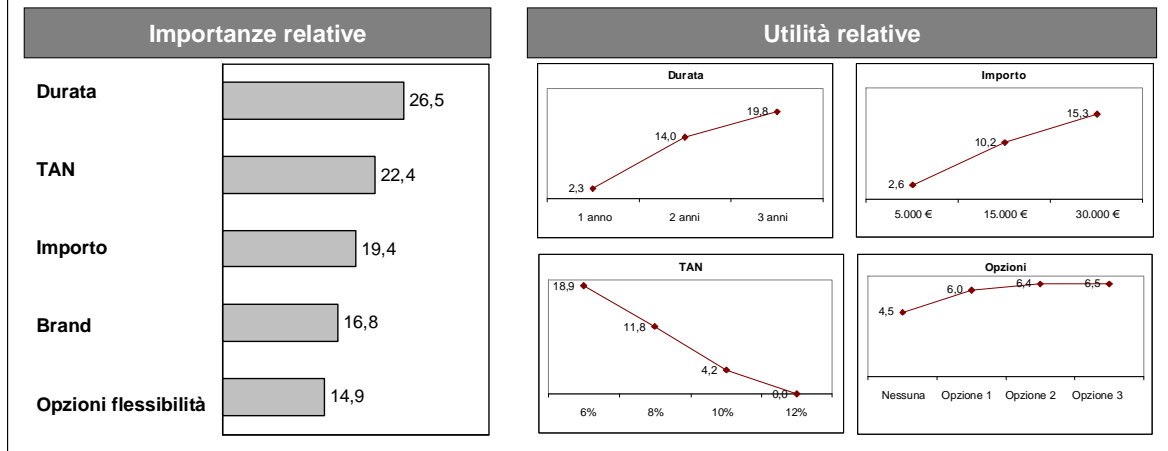 Importanze relative
Durata
26,5
TAN
22,4
Importo
19,4
Brand
16,8
Opzioni flessibilità
14,9
Utilità relative
Durata
2,3
14,0
19,8
1 anno 2 anni 3 anni
Importo
2,6
10,2
15,3
5.000 € 15.000 € 30.000 €
TAN
18,9
11,8
4,2
0,0
6% 8% 10% 12%
Opzioni
4,5
6,0
6,4
6,5
Nessuna Opzione 1 Opzione 2 Opzione 3